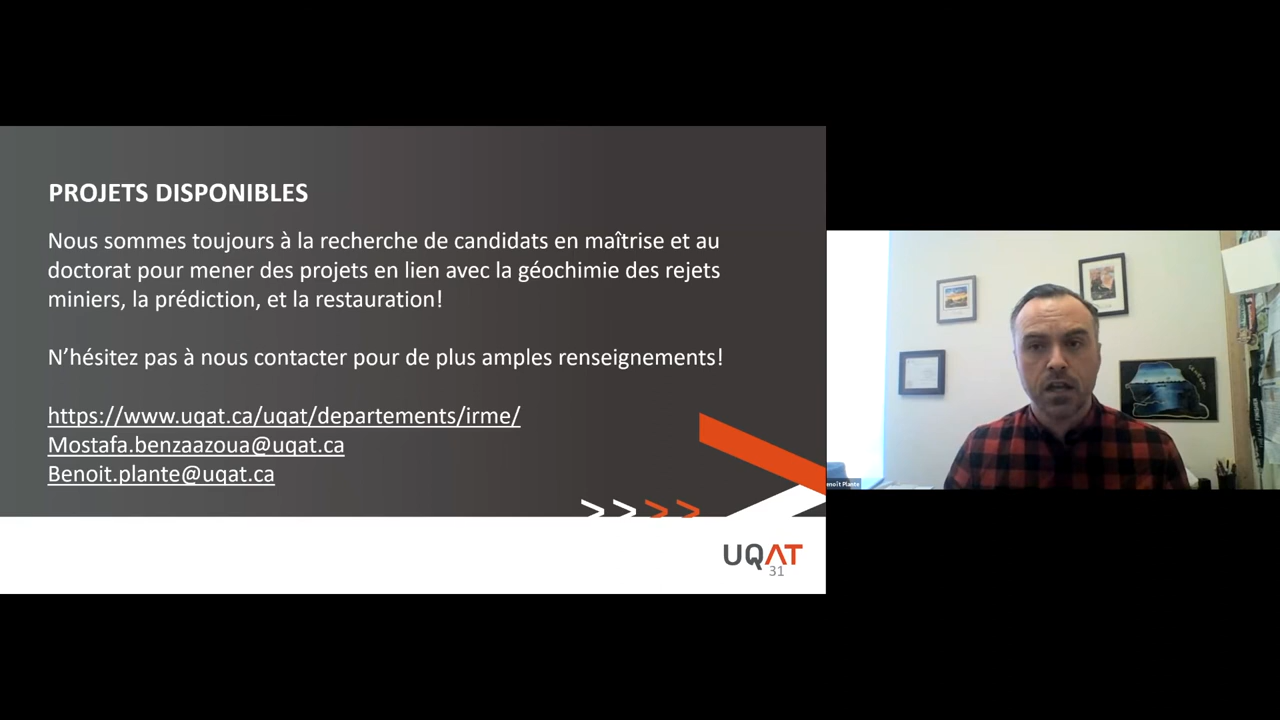 PROJETS DISPONIBLES
Nous sommes toujours à la recherche de candidats en maîtrise et au
doctorat pour mener des projets en lien avec la géochimie des rejets
miniers, la prédiction, et la restauration!
N’hésitez pas à nous contacter pour de plus amples renseignements!
https://www.uqat.ca/uqat/departements/irme/
Mostafa.benzaazoua@uqat.ca
Benoit.plante@uqat.ca
> > > >
UQAT
31
enoît Plante